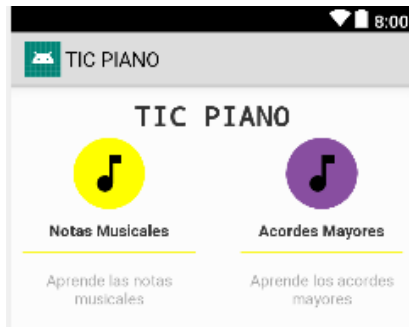 8:00
TIC PIANO
TIC PIANO
Notas Musicales
Acordes Mayores
Aprende las notas
musicales
Aprende los acordes
mayores